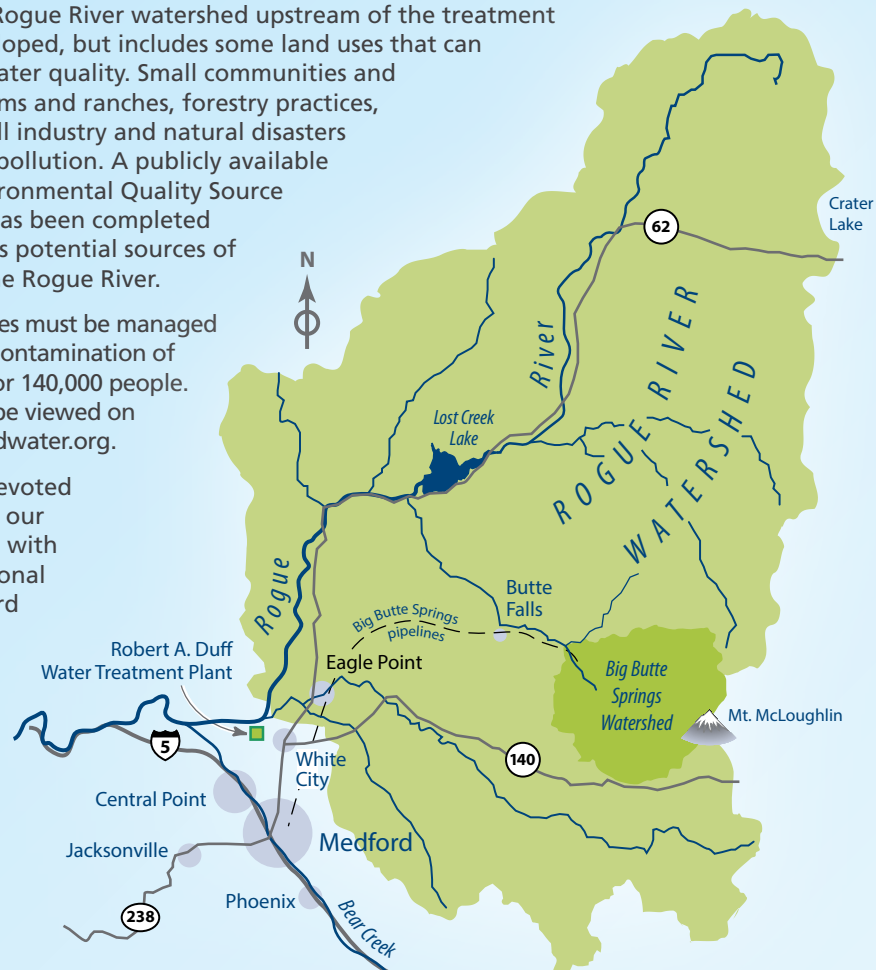 Rogue River watershed upstream of the treatment
oped, but includes some land uses that can
ater quality. Small communities and
ms and ranches, forestry practices,
ll industry and natural disasters
pollution. A publicly available
ronmental Quality Source
as been completed
s potential sources of
e Rogue River.
es must be managed
ontamination of
or 140,000 people.
be viewed on
dwater.org.
evoted
our
with
onal
rd
N
62
Crater
Lake
River
ROGUE RIVER
WATERSHED
Lost Creek
Lake
Rogue
Butte
Falls
Big Butte Springs
pipelines
Robert A. Duff
Water Treatment Plant
Eagle Point
Big Butte
Springs
Watershed
Mt. McLoughlin
5
White
City
140
Central Point
Medford
Jacksonville
Phoenix
238
Bear Creek